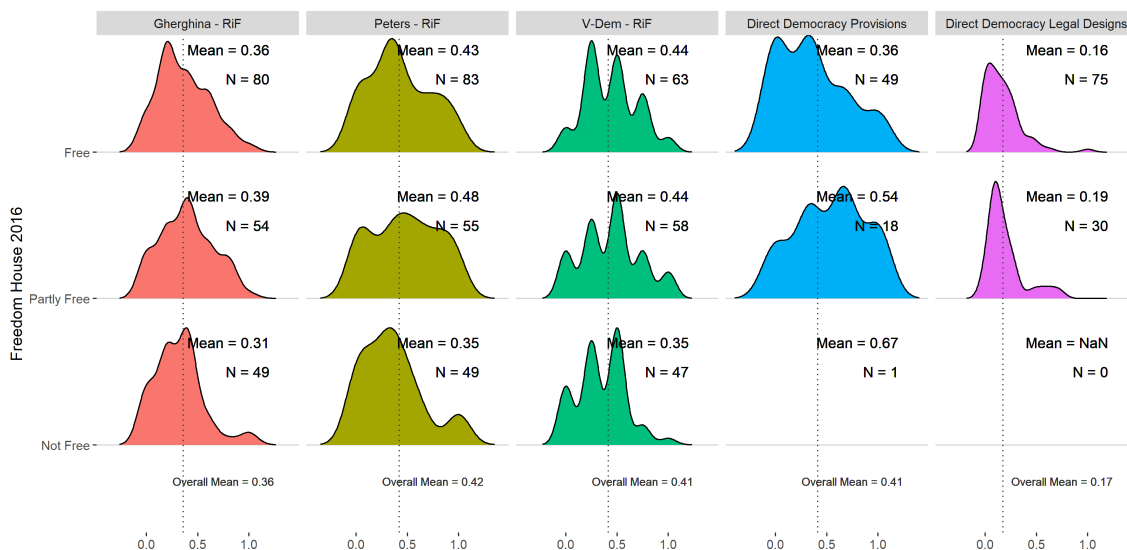 Gherghina - RiF
Peters - RiF
V-Dem - RiF
Direct Democracy Provisions
Direct Democracy Legal Designs
Freedom House 2016
Free
Mean = 0.36
N = 80
Mean = 0.43
N = 83
Mean = 0.44
N = 63
Mean = 0.36
N = 49
Mean = 0.16
N = 75
Partly Free
Mean = 0.39
N = 54
Mean = 0.48
N = 55
Mean = 0.44
N = 58
Mean = 0.54
N = 18
Mean = 0.19
N = 30
Not Free
Mean = 0.31
N = 49
Mean = 0.35
N = 49
Mean = 0.35
N = 47
Mean = 0.67
N = 1
Mean = NaN
N = 0
Overall Mean = 0.36
Overall Mean = 0.42
Overall Mean = 0.41
Overall Mean = 0.41
Overall Mean = 0.17
0.0 0.5 1.0
0.0 0.5 1.0
0.0 0.5 1.0
0.0 0.5 1.0
0.0 0.5 1.0